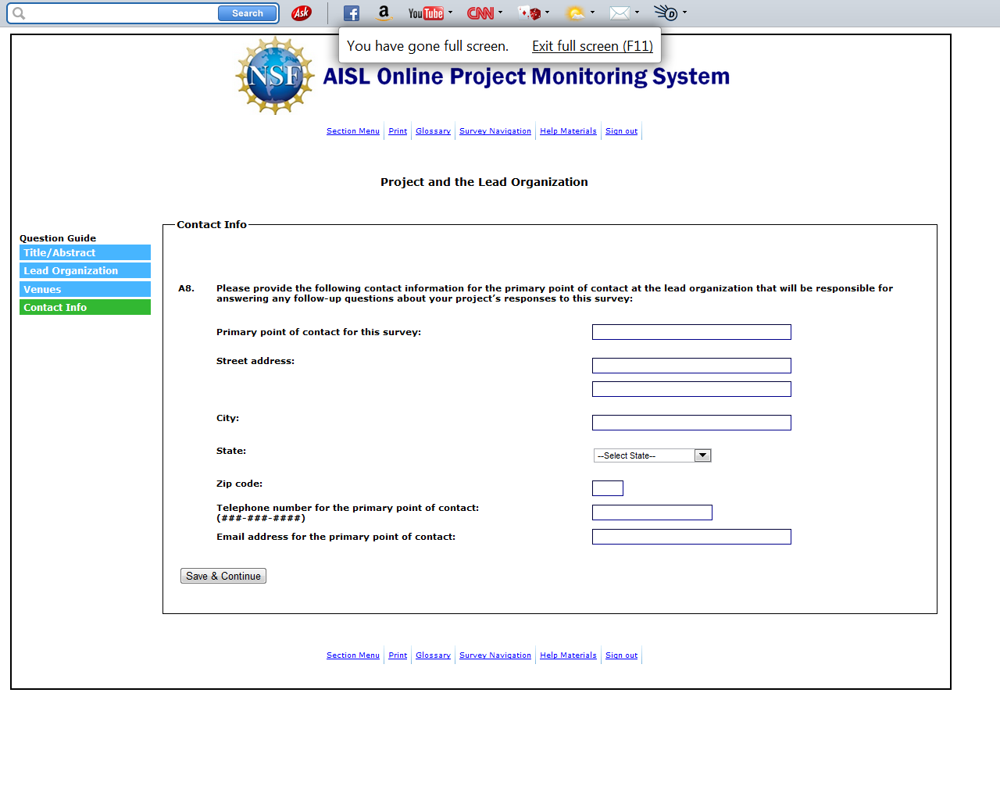 Search
Ask
a
YouTube
CNN
D
You have gone full screen. Exit full screen (F11)
NSF
AISL Online Project Monitoring System
Section Menu Print Glossary Survey Navigation Help Materials Sign out
Project and the Lead Organization
Contact Info
Question Guide
Title/Abstract
Lead Organization
Venues
Contact Info
A8. Please provide the following contact information for the primary point of contact at the lead organization that will be responsible for
answering any follow-up questions about your project’s responses to this survey:
Primary point of contact for this survey:
Street address:
City:
State: --Select State--
Zip code:
Telephone number for the primary point of contact:
(###-###-####)
Email address for the primary point of contact:
Save & Continue
Section Menu Print Glossary Survey Navigation Help Materials Sign out